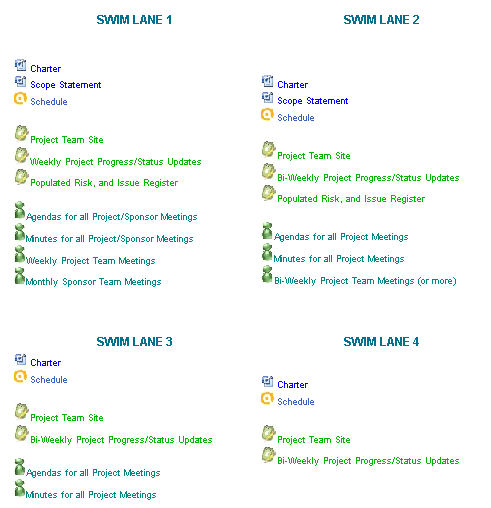 SWIM LANE 1
Charter
Scope Statement
Schedule
Project Team Site
Weekly Project Progress/Status Updates
Populated Risk, and Issue Register
Agendas for all Project/Sponsor Meetings
Minutes for all Project/Sponsor Meetings
Weekly Project Team Meetings
Monthly Sponsor Team Meetings
SWIM LANE 2
Charter
Scope Statement
Schedule
Project Team Site
Bi-Weekly Project Progress/Status Updates
Populated Risk, and Issue Register
Agendas for all Project Meetings
Minutes for all Project Meetings
Bi-Weekly Project Team Meetings (or more)
SWIM LANE 3
Charter
Schedule
Project Team Site
Bi-Weekly Project Progress/Status Updates
Agendas for all Project Meetings
Minutes for all Project Meetings
SWIM LANE 4
Charter
Schedule
Project Team Site
Bi-Weekly Project Progress/Status Updates